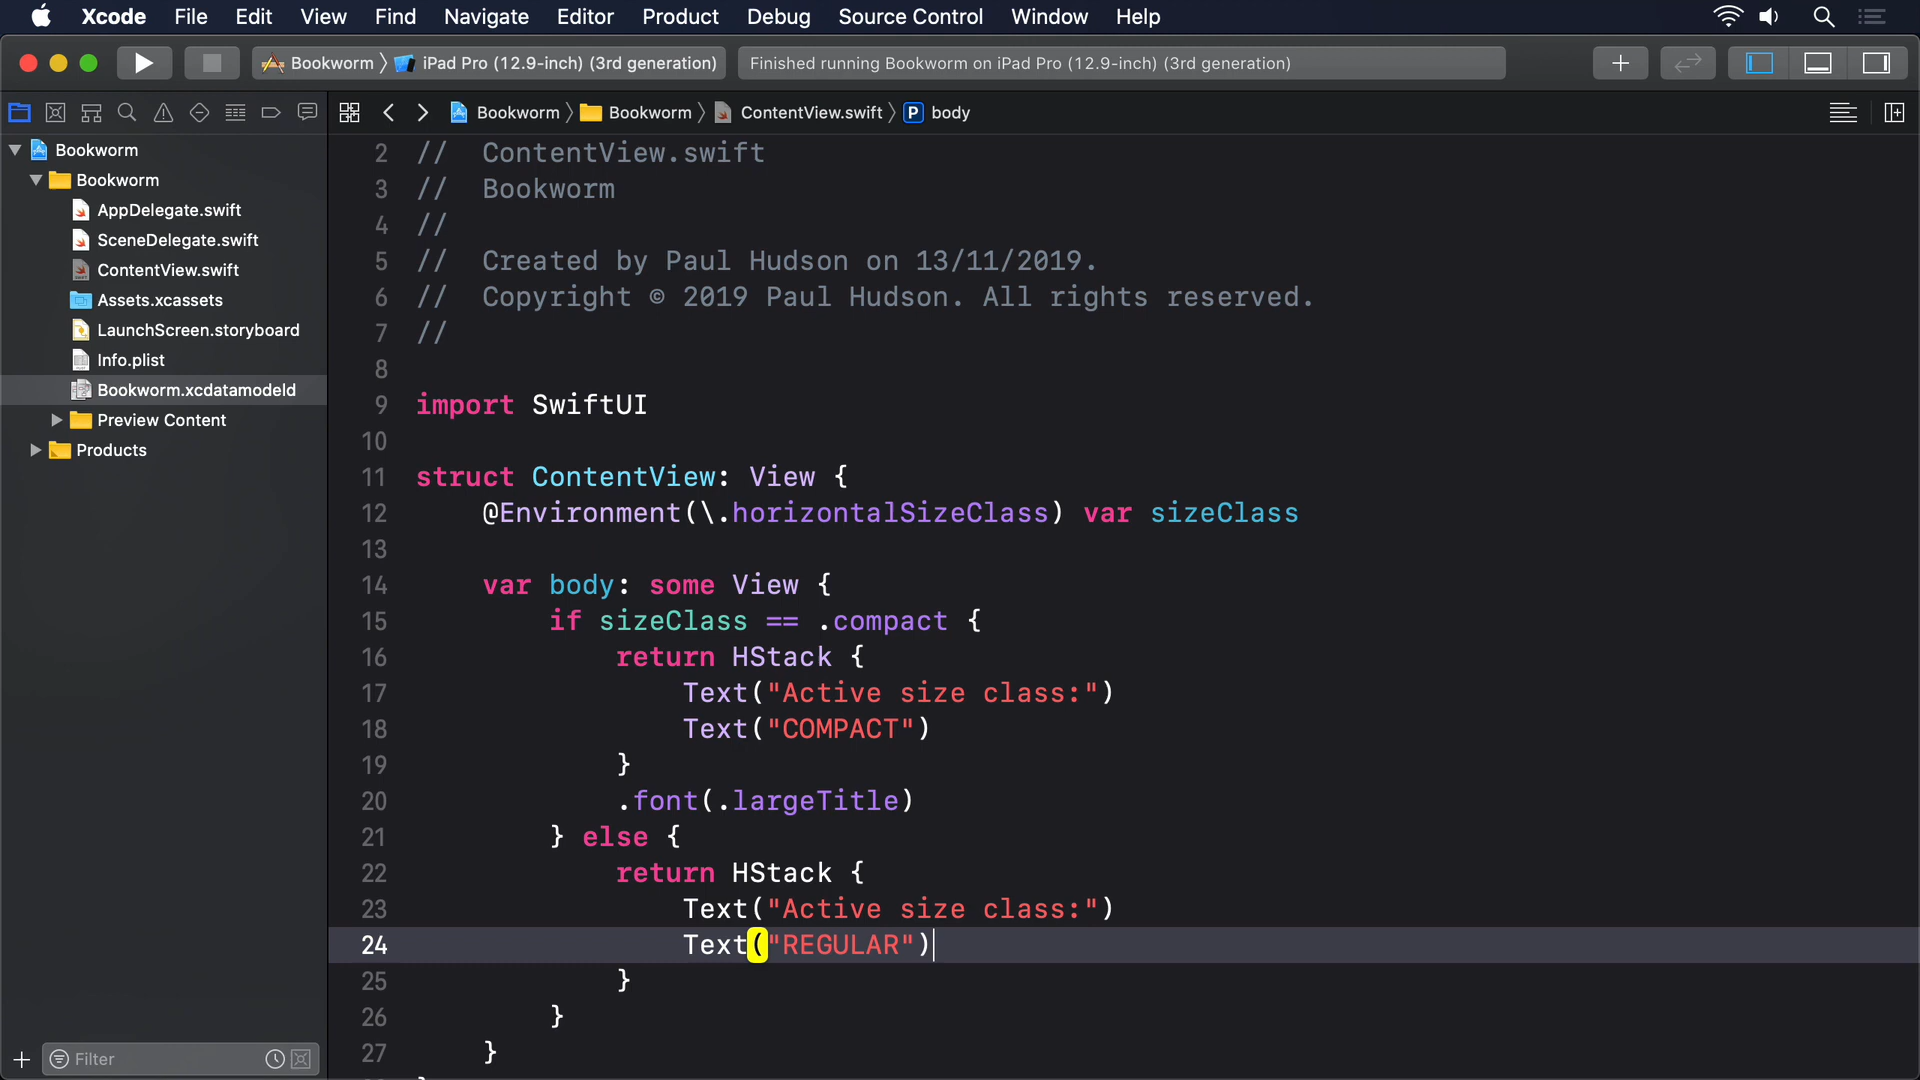 Xcode File Edit View Find Navigate Editor Product Debug Source Control Window Help
Bookworm iPad Pro (12.9-inch) (3rd generation) Finished running Bookworm on iPad Pro (12.9-inch) (3rd generation)
Bookworm Bookworm ContentView.swift P body
Bookworm
Bookworm
AppDelegate.swift
SceneDelegate.swift
ContentView.swift
Assets.xcassets
LaunchScreen.storyboard
Info.plist
Bookworm.xcdatamodeld
Preview Content
Products
Filter
2 // ContentView.swift
3 // Bookworm
4 //
5 // Created by Paul Hudson on 13/11/2019.
6 // Copyright © 2019 Paul Hudson. All rights reserved.
7 //
8
9 import SwiftUI
10
11 struct ContentView: View {
12 @Environment(\.horizontalSizeClass) var sizeClass
13
14 var body: some View {
15 if sizeClass == .compact {
16 return HStack {
17 Text("Active size class:")
18 Text("COMPACT")
19 }
20 .font(.largeTitle)
21 } else {
22 return HStack {
23 Text("Active size class:")
24 Text("REGULAR")
25 }
26 }
27 }